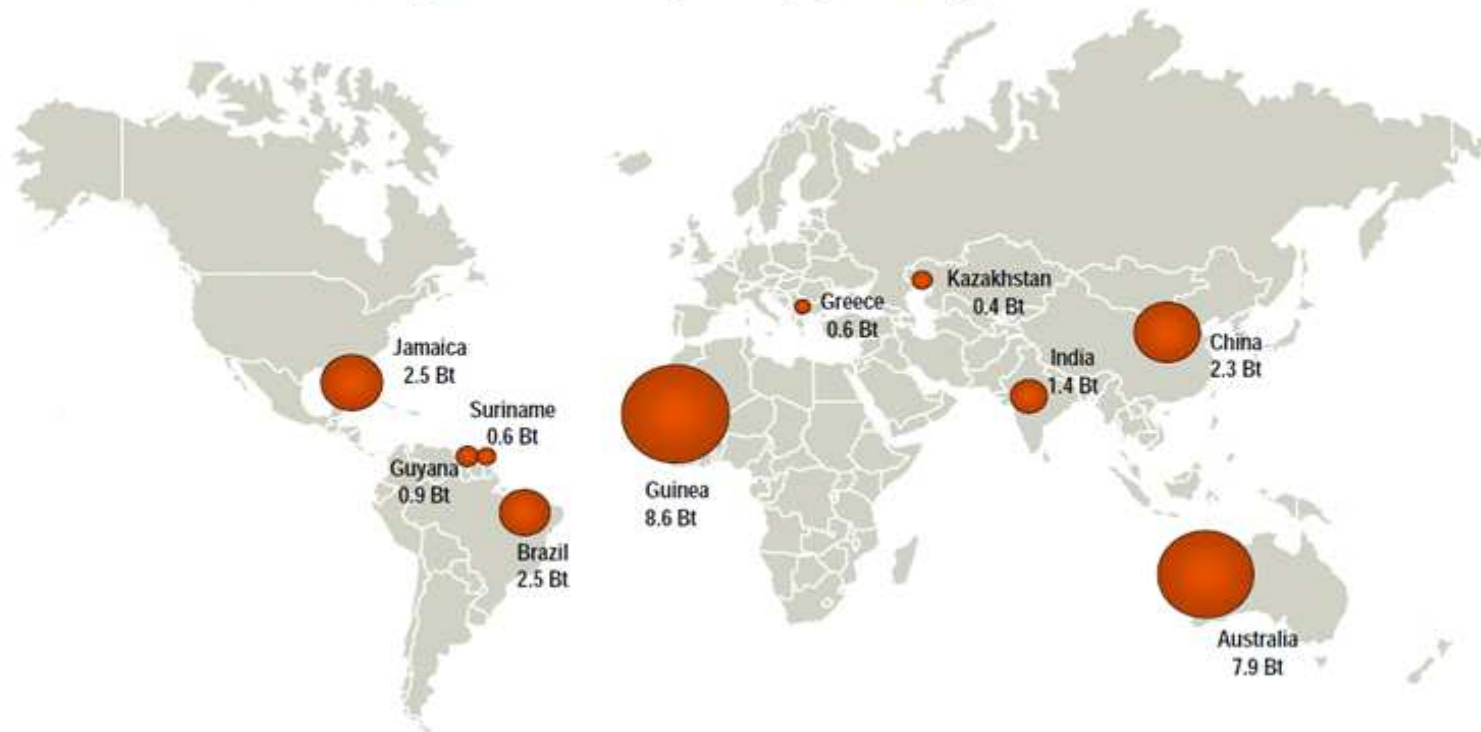 Kazakhstan
0.4 Bt
Greece
0.6 Bt
China
2.3 Bt
India
1.4 Bt
Jamaica
2.5 Bt
Suriname
0.6 Bt
Guyana
0.9 Bt
Guinea
8.6 Bt
Brazil
2.5 Bt
Australia
7.9 Bt